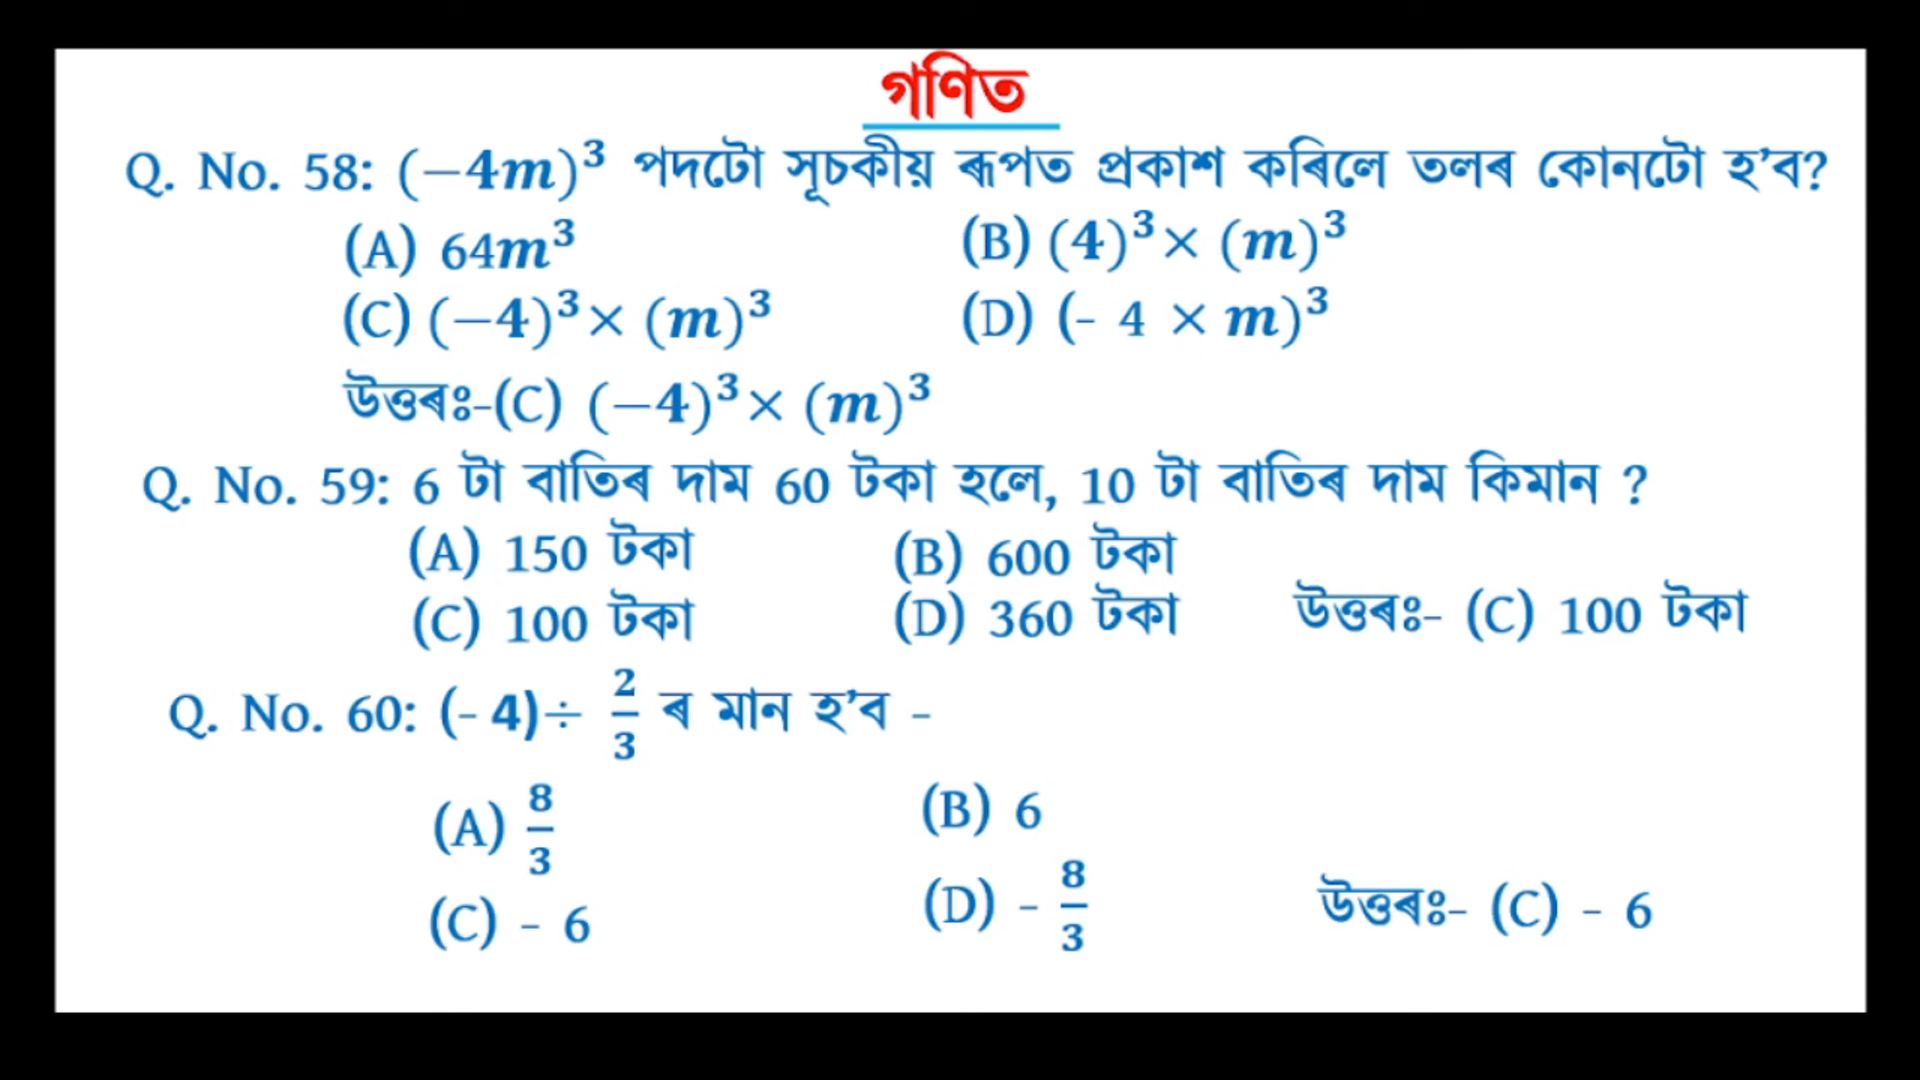 গণিত
Q. No. 58: (−4m)³ পদটো সূচকীয় ৰূপত প্ৰকাশ কৰিলে তলৰ কোনটো হ’ব?
(A) 64m³ (B) (4)³× (m)³
(C) (−4)³× (m)³ (D) (- 4 × m)³
উত্তৰঃ-(C) (−4)³× (m)³
Q. No. 59: 6 টা বাতিৰ দাম 60 টকা হলে, 10 টা বাতিৰ দাম কিমান ?
(A) 150 টকা (B) 600 টকা
(C) 100 টকা (D) 360 টকা উত্তৰঃ- (C) 100 টকা
Q. No. 60: (- 4)÷ 2/3 ৰ মান হ’ব -
(A) 8/3 (B) 6
(C) - 6 (D) - 8/3 উত্তৰঃ- (C) - 6